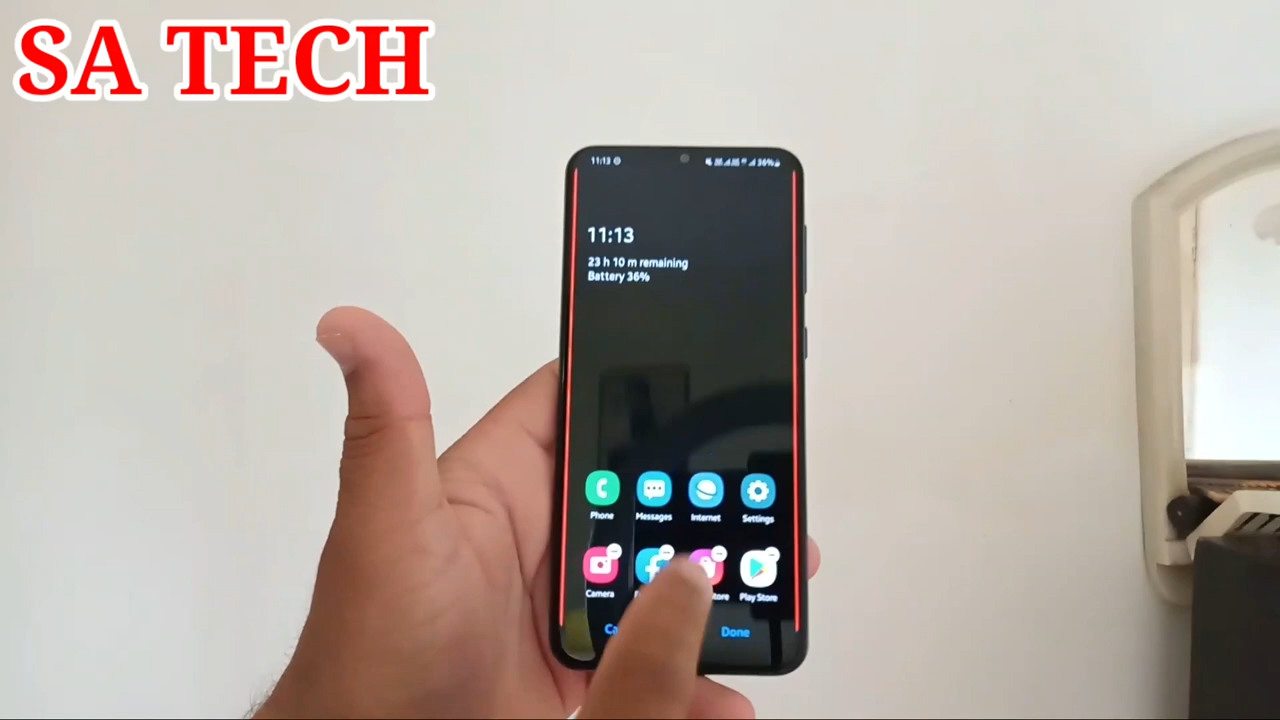 SA TECH
11:13
36%
11:13
23 h 10 m remaining
Battery 36%
Phone
Messages
Internet
Settings
Camera
Play Store
Done